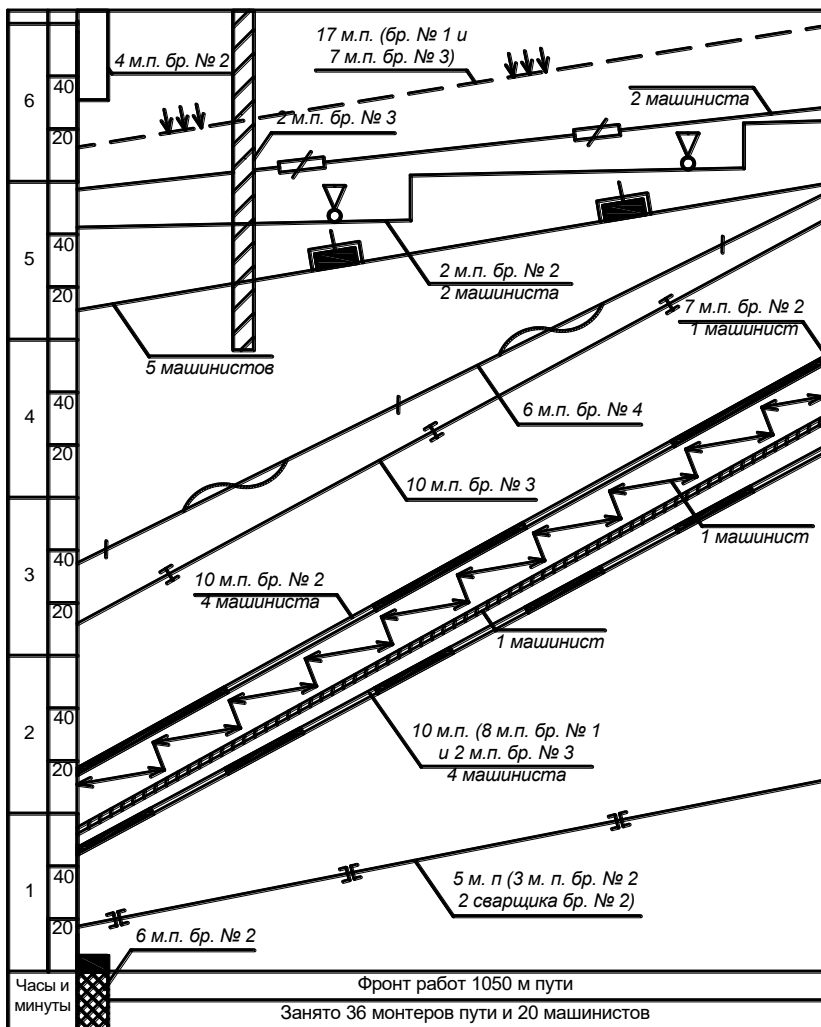 17 м.п. (бр. № 1 и
7 м.п. бр. № 3)
4 м.п. бр. № 2
6
40
20
2 машиниста
2 м.п. бр. № 3
5
40
20
2 м.п. бр. № 2
2 машиниста
7 м.п. бр. № 2
1 машинист
5 машинистов
4
40
20
6 м.п. бр. № 4
10 м.п. бр. № 3
1 машинист
3
40
20
10 м.п. бр. № 2
4 машиниста
1 машинист
2
40
20
10 м.п. (8 м.п. бр. № 1
и 2 м.п. бр. № 3
4 машиниста
1
40
20
5 м. п (3 м. п. бр. № 2
2 сварщика бр. № 2)
6 м.п. бр. № 2
Часы и
минуты
Фронт работ 1050 м пути
Занято 36 монтеров пути и 20 машинистов